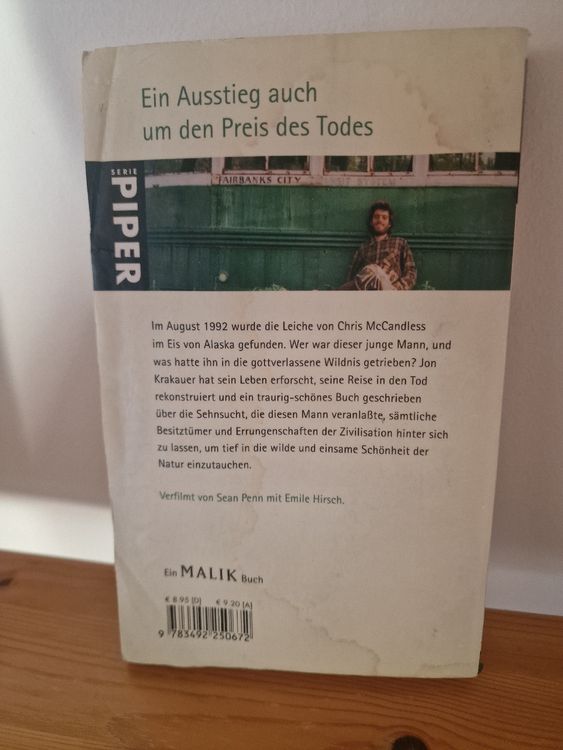 Ein Ausstieg auch
um den Preis des Todes
SERIE
PIPER
FAIRBANKS CITY TRANSIT SYSTEM
Im August 1992 wurde die Leiche von Chris McCandless
im Eis von Alaska gefunden. Wer war dieser junge Mann, und
was hatte ihn in die gottverlassene Wildnis getrieben? Jon
Krakauer hat sein Leben erforscht, seine Reise in den Tod
rekonstruiert und ein traurig-schönes Buch geschrieben
über die Sehnsucht, die diesen Mann veranlaßte, sämtliche
Besitztümer und Errungenschaften der Zivilisation hinter sich
zu lassen, um tief in die wilde und einsame Schönheit der
Natur einzutauchen.
Verfilmt von Sean Penn mit Emile Hirsch.
Ein MALIK Buch
€ 8.95 [D] € 9.20 [A]
9 783492 250672